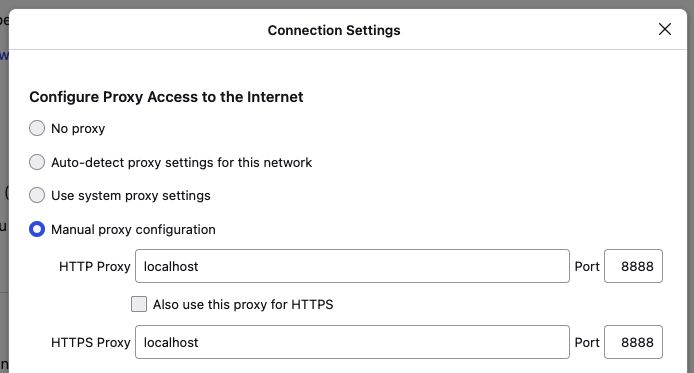 Connection Settings
Configure Proxy Access to the Internet
No proxy
Auto-detect proxy settings for this network
Use system proxy settings
Manual proxy configuration
HTTP Proxy localhost Port 8888
Also use this proxy for HTTPS
HTTPS Proxy localhost Port 8888